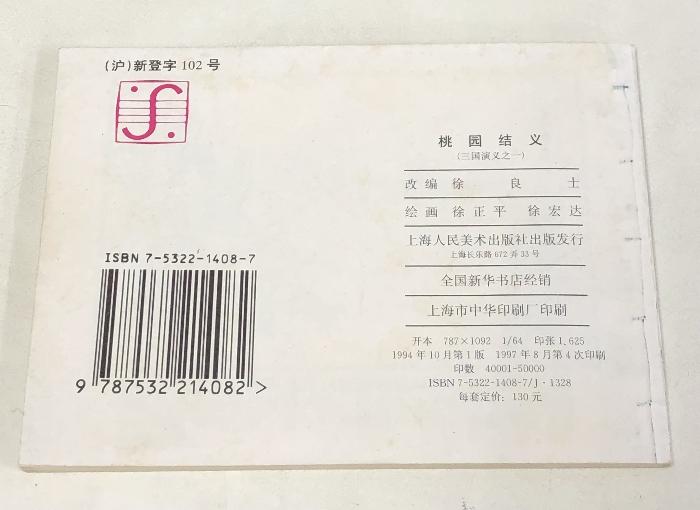 (沪)新登字 102 号
ISBN 7-5322-1408-7
9 787532 214082 >
桃园结义
(三国演义之一)
改编 徐良士
绘画 徐正平 徐宏达
上海人民美术出版社出版发行
上海长乐路 672 弄 33 号
全国新华书店经销
上海市中华印刷厂印刷
开本 787×1092 1/64 印张 1.625
1994 年 10 月第 1 版 1997 年 8 月第 4 次印刷
印数 40001-50000
ISBN 7-5322-1408-7/J·1328
每套定价: 130 元